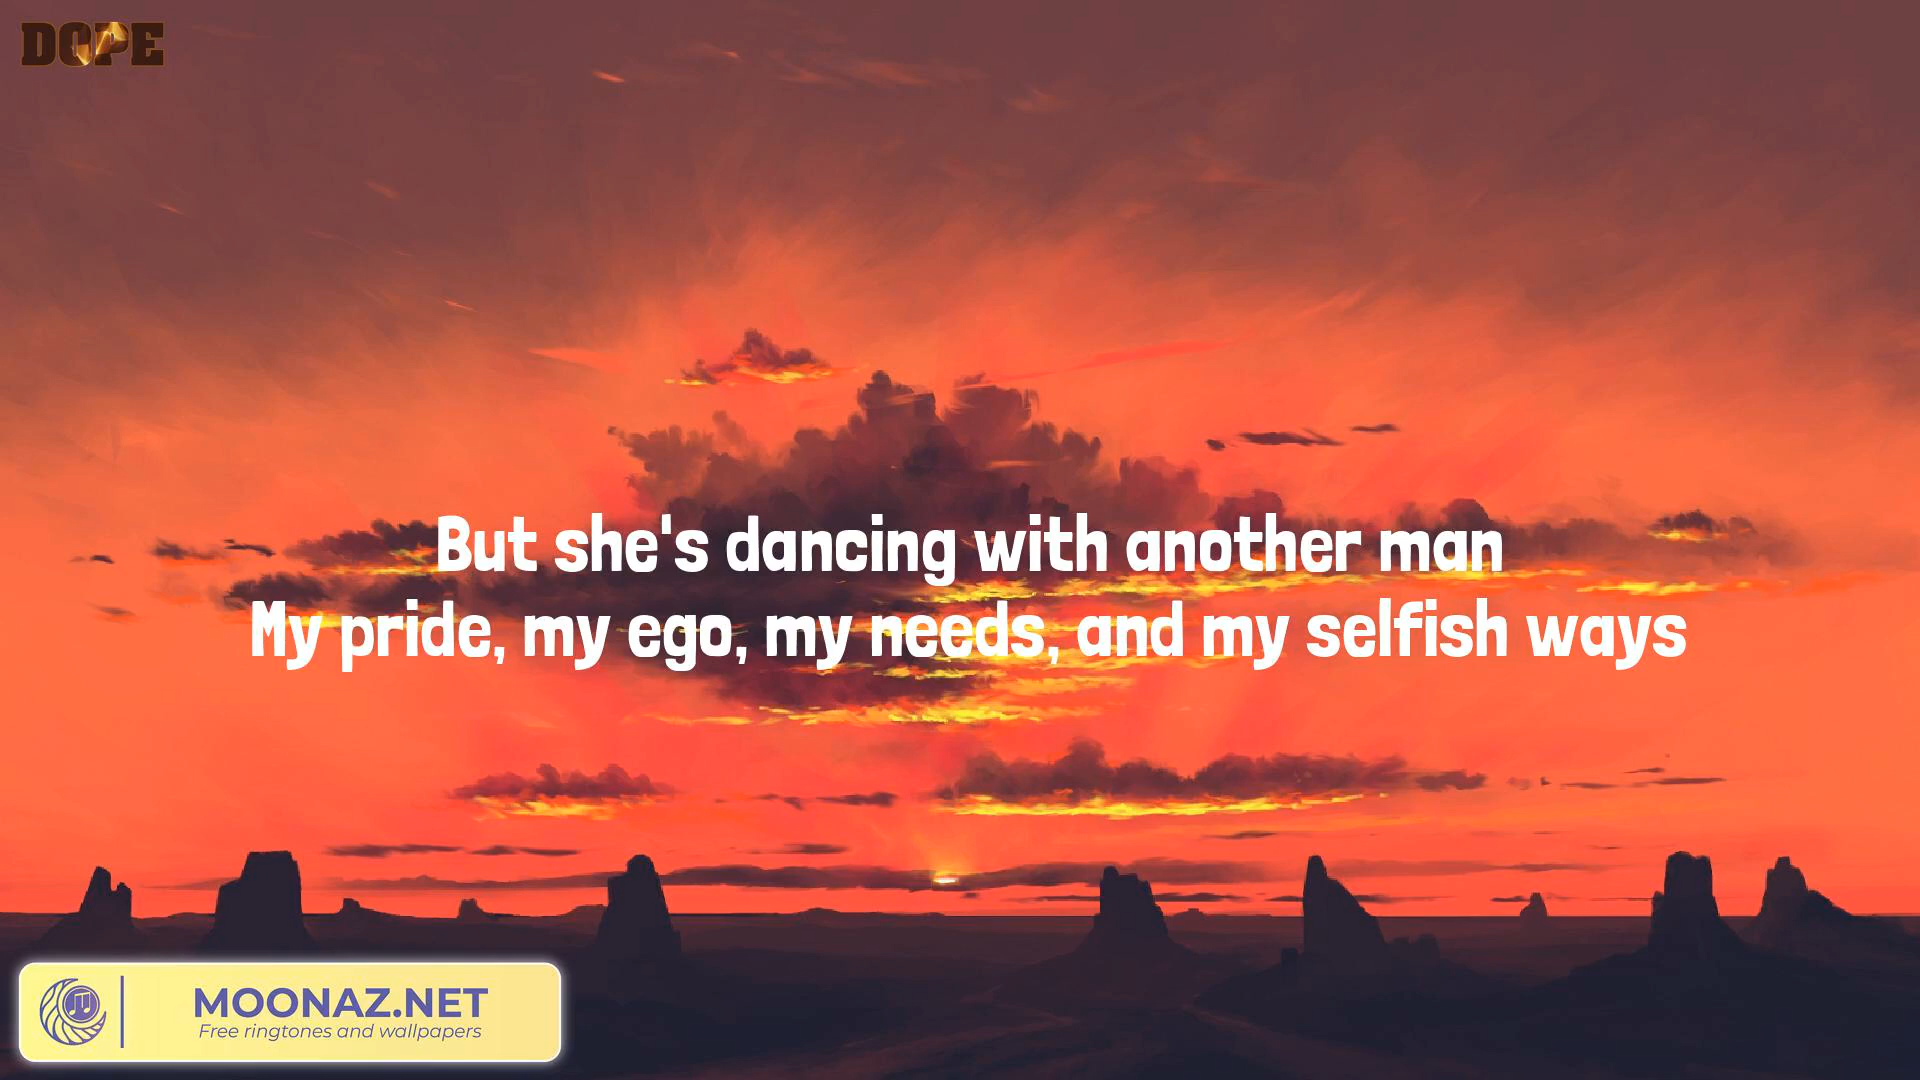 DOPE
But she's dancing with another man
My pride, my ego, my needs, and my selfish ways
MOONAZ.NET
Free ringtones and wallpapers